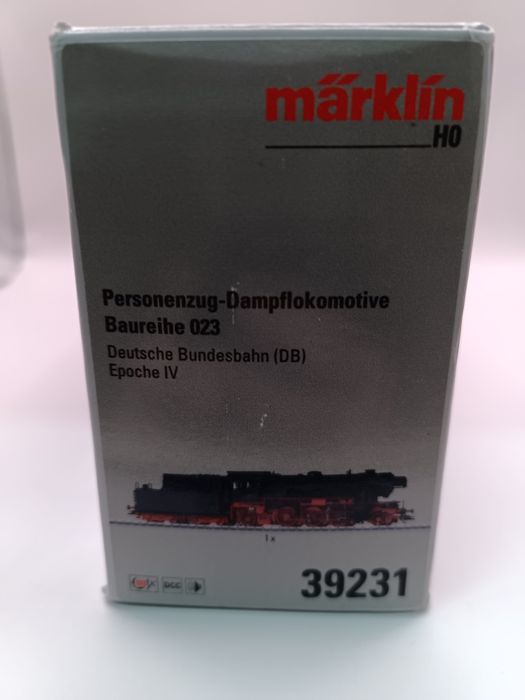 märklin
H0
Personenzug-Dampflokomotive
Baureihe 023
Deutsche Bundesbahn (DB)
Epoche IV
1x
DCC
39231